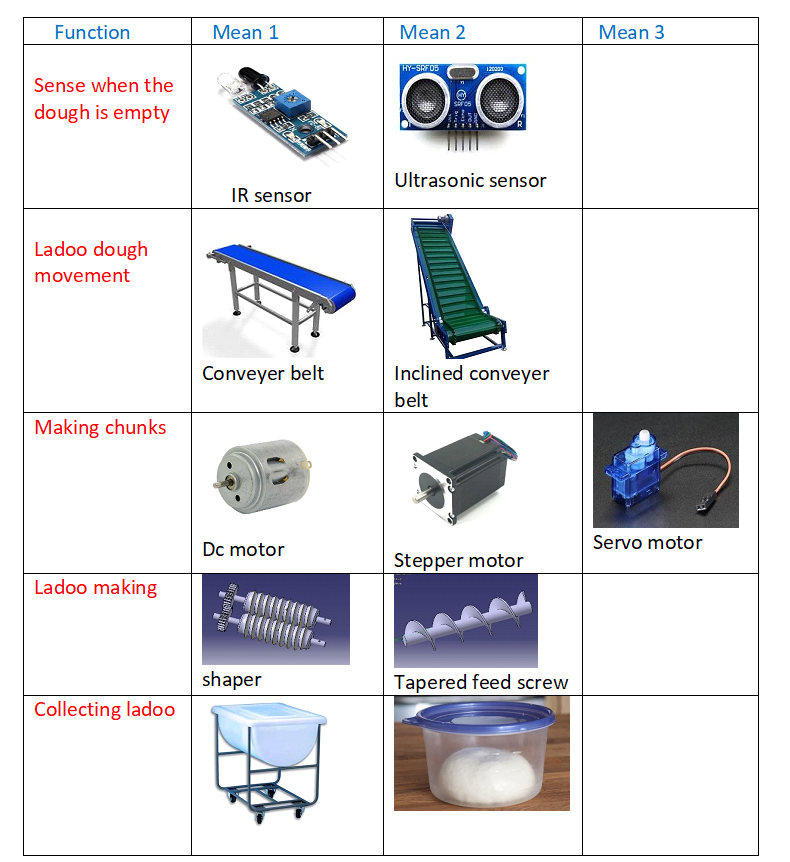 Function Mean 1 Mean 2 Mean 3
Sense when the
dough is empty
IR sensor
HY-SRF05
SRF05
R
Ultrasonic sensor
Ladoo dough
movement
Conveyer belt
Inclined conveyer
belt
Making chunks
Dc motor
Stepper motor
Servo motor
Ladoo making
shaper
Tapered feed screw
Collecting ladoo